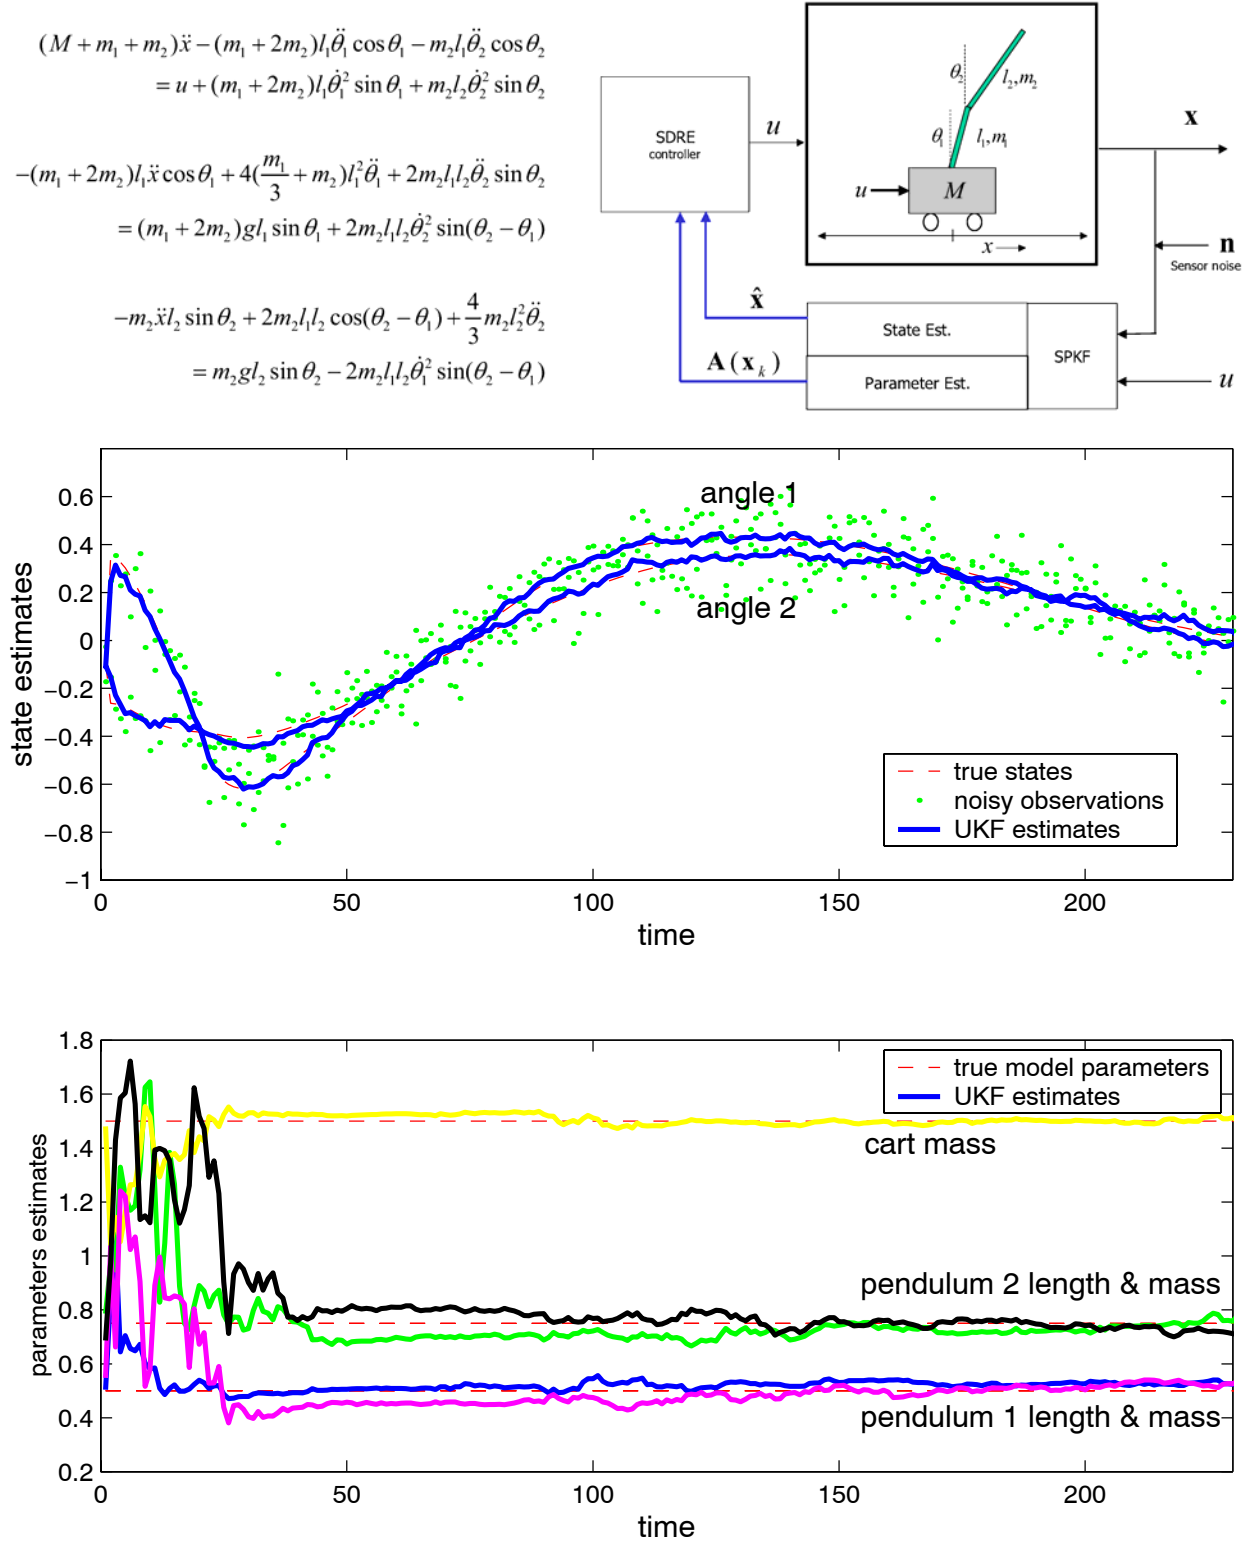 (M + m₁ + m₂)ẍ − (m₁ + 2m₂)l₁θ̈₁ cos θ₁ − m₂l₁θ̈₂ cos θ₂
= u + (m₁ + 2m₂)l₁θ̇₁² sin θ₁ + m₂l₂θ̇₂² sin θ₂
−(m₁ + 2m₂)l₁ẍ cos θ₁ + 4(m₁/3 + m₂)l₁²θ̈₁ + 2m₂l₁l₂θ̈₂ sin θ₂
= (m₁ + 2m₂)gl₁ sin θ₁ + 2m₂l₁l₂θ̇₂² sin(θ₂ − θ₁)
−m₂ẍl₂ sin θ₂ + 2m₂l₁l₂ cos(θ₂ − θ₁) + 4/3 m₂l₂²θ̈₂
= m₂gl₂ sin θ₂ − 2m₂l₁l₂θ̇₁² sin(θ₂ − θ₁)
SDRE
controller
u
θ₂
l₂, m₂
θ₁
l₁, m₁
u
M
x
x
n
Sensor noise
x̂
A(xₖ)
State Est.
Parameter Est.
SPKF
u
state estimates
0.6
0.4
0.2
0
−0.2
−0.4
−0.6
−0.8
−1
angle 1
angle 2
true states
noisy observations
UKF estimates
0 50 100 150 200
time
parameters estimates
1.8
1.6
1.4
1.2
1
0.8
0.6
0.4
0.2
true model parameters
UKF estimates
cart mass
pendulum 2 length & mass
pendulum 1 length & mass
0 50 100 150 200
time